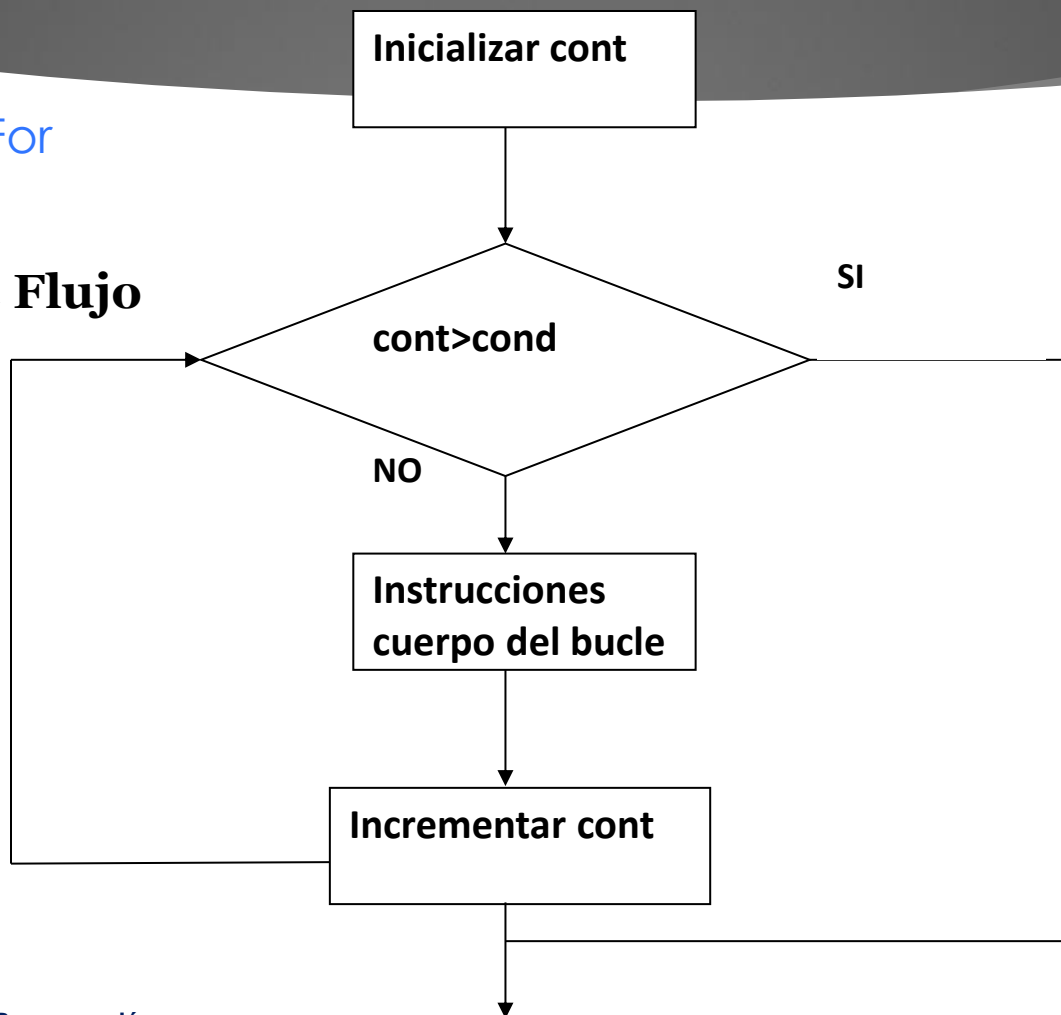 Inicializar cont
For
Flujo
SI
cont>cond
NO
Instrucciones
cuerpo del bucle
Incrementar cont